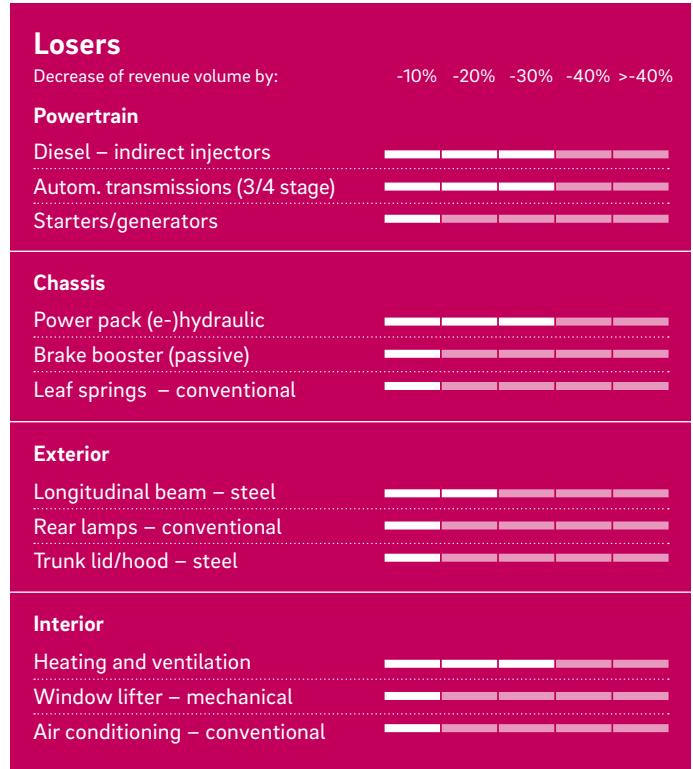 Losers
Decrease of revenue volume by: -10% -20% -30% -40% >-40%
Powertrain
Diesel – indirect injectors
Autom. transmissions (3/4 stage)
Starters/generators
Chassis
Power pack (e-)hydraulic
Brake booster (passive)
Leaf springs – conventional
Exterior
Longitudinal beam – steel
Rear lamps – conventional
Trunk lid/hood – steel
Interior
Heating and ventilation
Window lifter – mechanical
Air conditioning – conventional